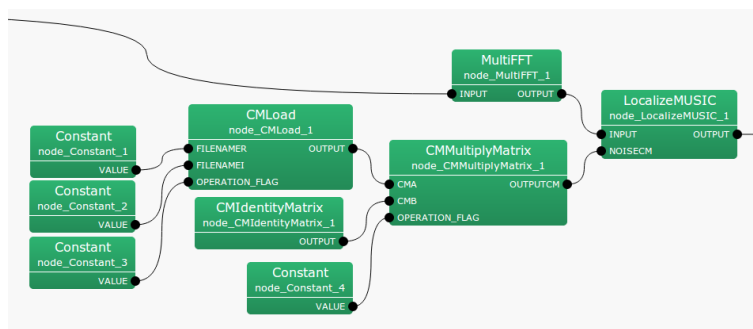 MultiFFT
node_MultiFFT_1
INPUT OUTPUT
LocalizeMUSIC
node_LocalizeMUSIC_1
INPUT OUTPUT
NOISECM
CMLoad
node_CMLoad_1
FILENAMER OUTPUT
FILENAMEI
OPERATION_FLAG
Constant
node_Constant_1
VALUE
Constant
node_Constant_2
VALUE
Constant
node_Constant_3
VALUE
CMMultiplyMatrix
node_CMMultiplyMatrix_1
CMA OUTPUTCM
CMB
OPERATION_FLAG
CMIdentityMatrix
node_CMIdentityMatrix_1
OUTPUT
Constant
node_Constant_4
VALUE